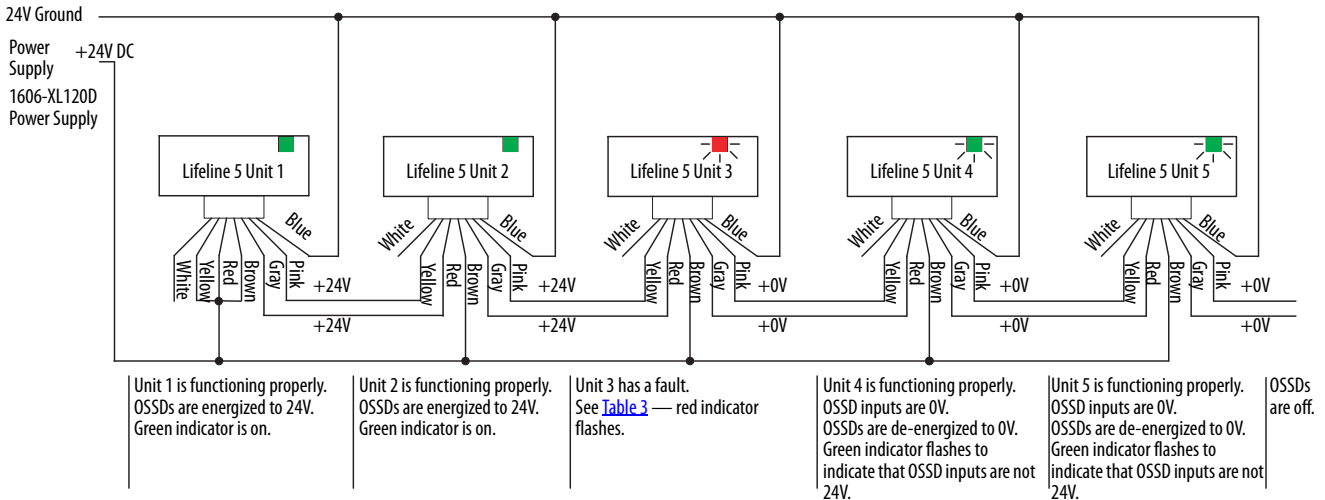 24V Ground
Power
Supply
+24V DC
1606-XL120D
Power Supply
Lifeline 5 Unit 1
Lifeline 5 Unit 2
Lifeline 5 Unit 3
Lifeline 5 Unit 4
Lifeline 5 Unit 5
White
Yellow
Red
Brown
Gray
Pink
Blue
+24V
+24V
White
Yellow
Red
Brown
Gray
Pink
Blue
+24V
+24V
White
Yellow
Red
Brown
Gray
Pink
Blue
+0V
+0V
White
Yellow
Red
Brown
Gray
Pink
Blue
+0V
+0V
White
Yellow
Red
Brown
Gray
Pink
Blue
+0V
+0V
Unit 1 is functioning properly.
OSSDs are energized to 24V.
Green indicator is on.
Unit 2 is functioning properly.
OSSDs are energized to 24V.
Green indicator is on.
Unit 3 has a fault.
See Table 3 — red indicator
flashes.
Unit 4 is functioning properly.
OSSD inputs are 0V.
OSSDs are de-energized to 0V.
Green indicator flashes to
indicate that OSSD inputs are not
24V.
Unit 5 is functioning properly.
OSSD inputs are 0V.
OSSDs are de-energized to 0V.
Green indicator flashes to
indicate that OSSD inputs are not
24V.
OSSDs
are off.